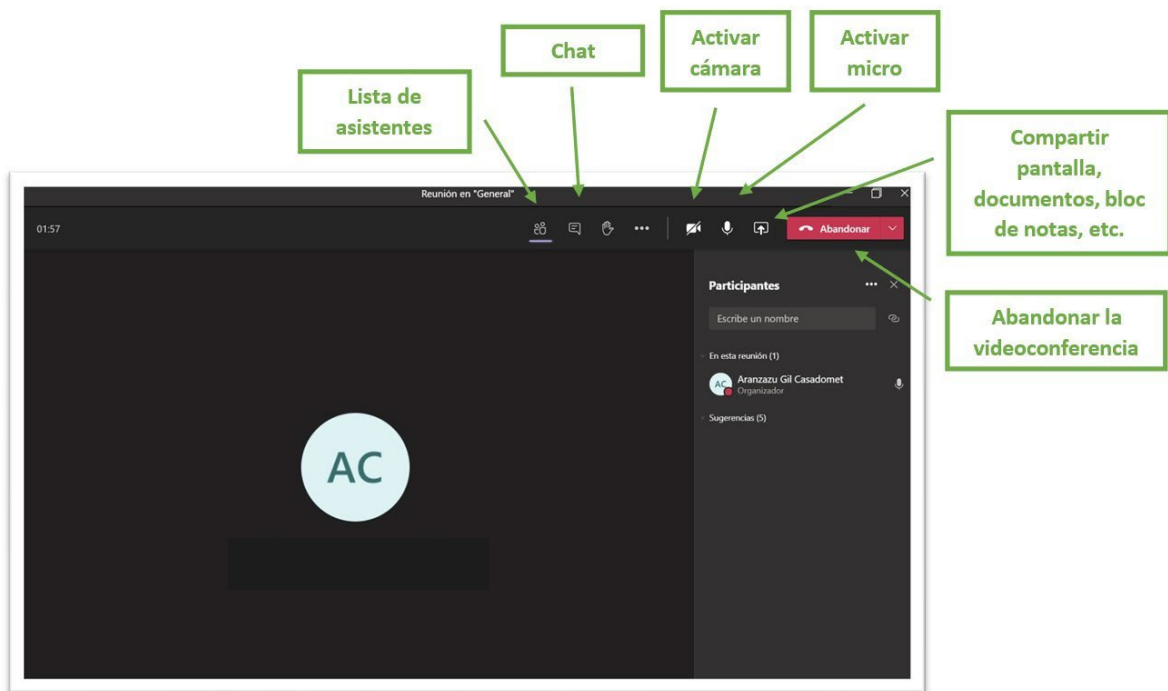 Chat
Activar
cámara
Activar
micro
Lista de
asistentes
Compartir
pantalla,
documentos, bloc
de notas, etc.
Abandonar la
videoconferencia
Reunión en "General"
01:57
Abandonar
Participantes
Escribe un nombre
En esta reunión (1)
AC
Aranzazu Gil Casadomet
Organizador
Sugerencias (5)
AC